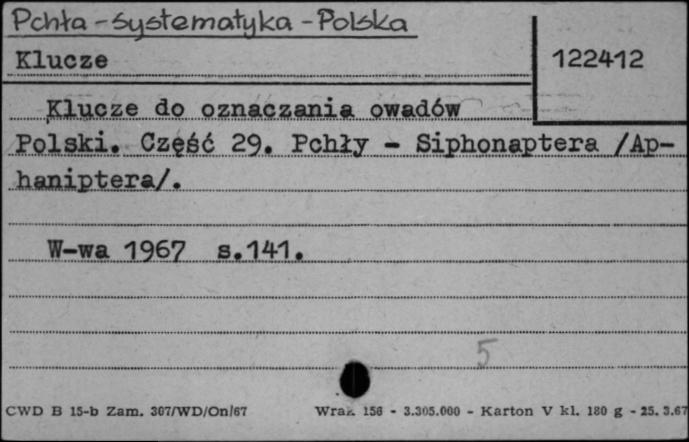 Pchła - Systematyka - Polska
Klucze
122412
Klucze do oznaczania owadów
Polski. Część 29. Pchły - Siphonaptera /Ap-
haniptera/.
W-wa 1967 s.141.
5
CWD B 15-b Zam. 307/WD/On/67 Wrak. 156 - 3.305.000 - Karton V kl. 180 g - 25. 3.67